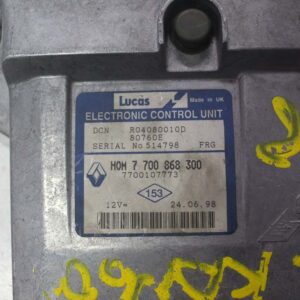 Lucas Made in UK
ELECTRONIC CONTROL UNIT
DCN R04080010D
80760E
SERIAL No 514798 FRG
HOM 7 700 868 300
7700107773
153
12V= 24.06.98